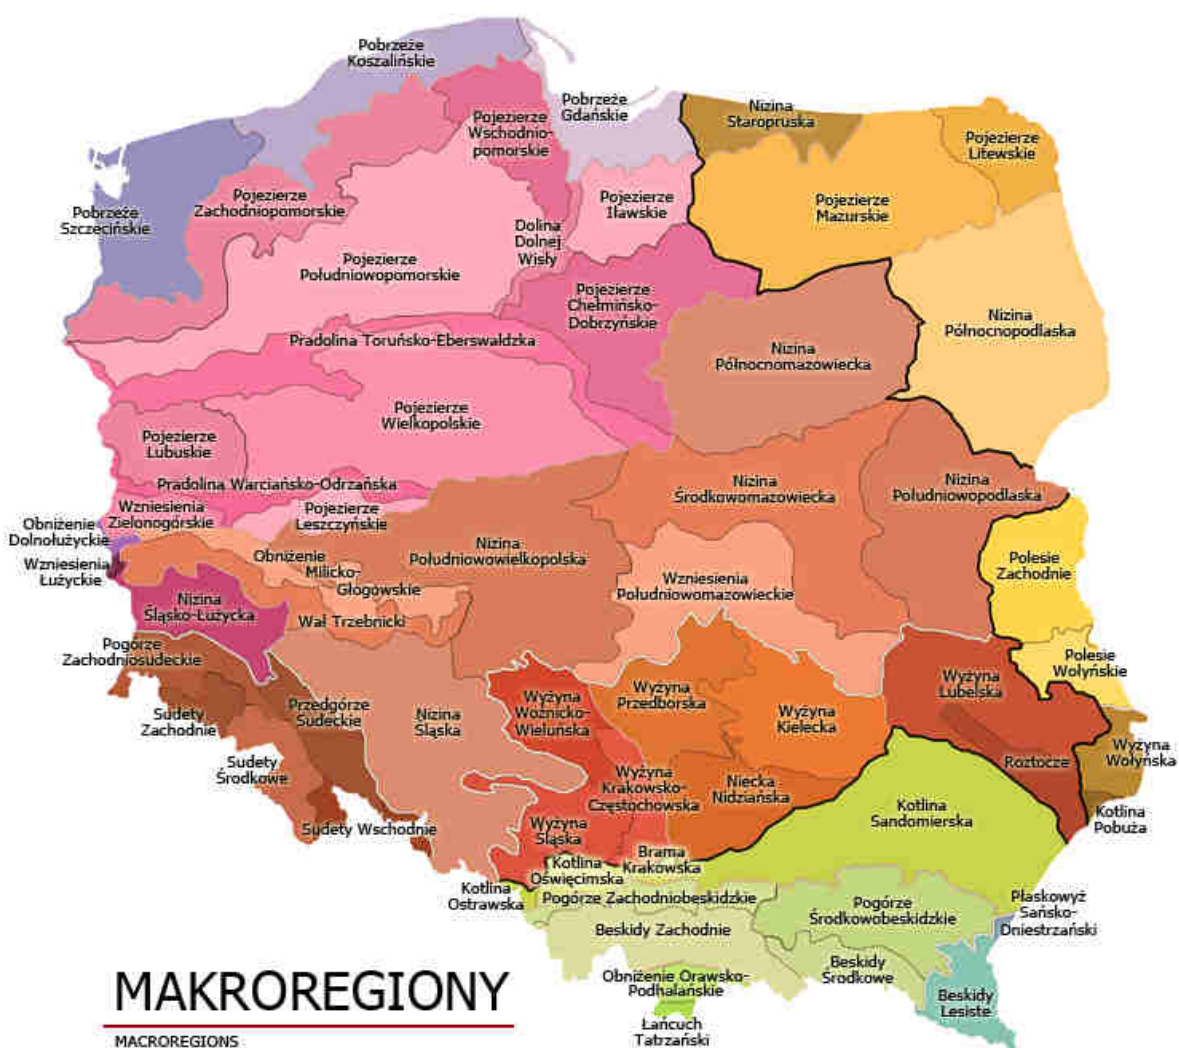 Pobrzeże
Koszalińskie
Pobrzeże
Gdańskie
Nizina
Staropruska
Pojezierze
Wschodnio-
pomorskie
Pojezierze
Litewskie
Pobrzeże
Szczecińskie
Pojezierze
Zachodniopomorskie
Pojezierze
Iławskie
Pojezierze
Mazurskie
Dolina
Dolnej
Wisły
Pojezierze
Południowopomorskie
Pojezierze
Chełmińsko-
Dobrzyńskie
Nizina
Północnopodlaska
Pradolina Toruńsko-Eberswaldzka
Nizina
Północnomazowiecka
Pojezierze
Wielkopolskie
Pojezierze
Lubuskie
Pradolina Warciańsko-Odrzańska
Nizina
Środkowomazowiecka
Nizina
Południowopodlaska
Wzniesienia
Zielonogórskie
Pojezierze
Leszczyńskie
Obniżenie
Dolnołużyckie
Wzniesienia
Łużyckie
Obniżenie
Milicko-
Głogowskie
Nizina
Południowowielkopolska
Wzniesienia
Południowomazowieckie
Polesie
Zachodnie
Nizina
Śląsko-Łużycka
Wał Trzebnicki
Pogórze
Zachodniosudeckie
Polesie
Wołyńskie
Wyżyna
Lubelska
Sudety
Zachodnie
Przedgórze
Sudeckie
Nizina
Śląska
Wyżyna
Woźnicko-
Wieluńska
Wyżyna
Przedborska
Wyżyna
Kielecka
Wyżyna
Wołyńska
Roztocze
Sudety
Środkowe
Wyżyna
Krakowsko-
Częstochowska
Niecka
Nidziańska
Kotlina
Sandomierska
Kotlina
Pobuża
Sudety Wschodnie
Wyżyna
Śląska
Brama
Krakowska
Kotlina
Oświęcimska
Kotlina
Ostrawska
Pogórze Zachodniobeskidzkie
Pogórze
Środkowobeskidzkie
Płaskowyż
Sańsko-
Dniestrzański
Beskidy Zachodnie
Beskidy
Środkowe
Obniżenie Orawsko-
Podhalańskie
Beskidy
Lesiste
Łańcuch
Tatrzański
MAKROREGIONY
MACROREGIONS